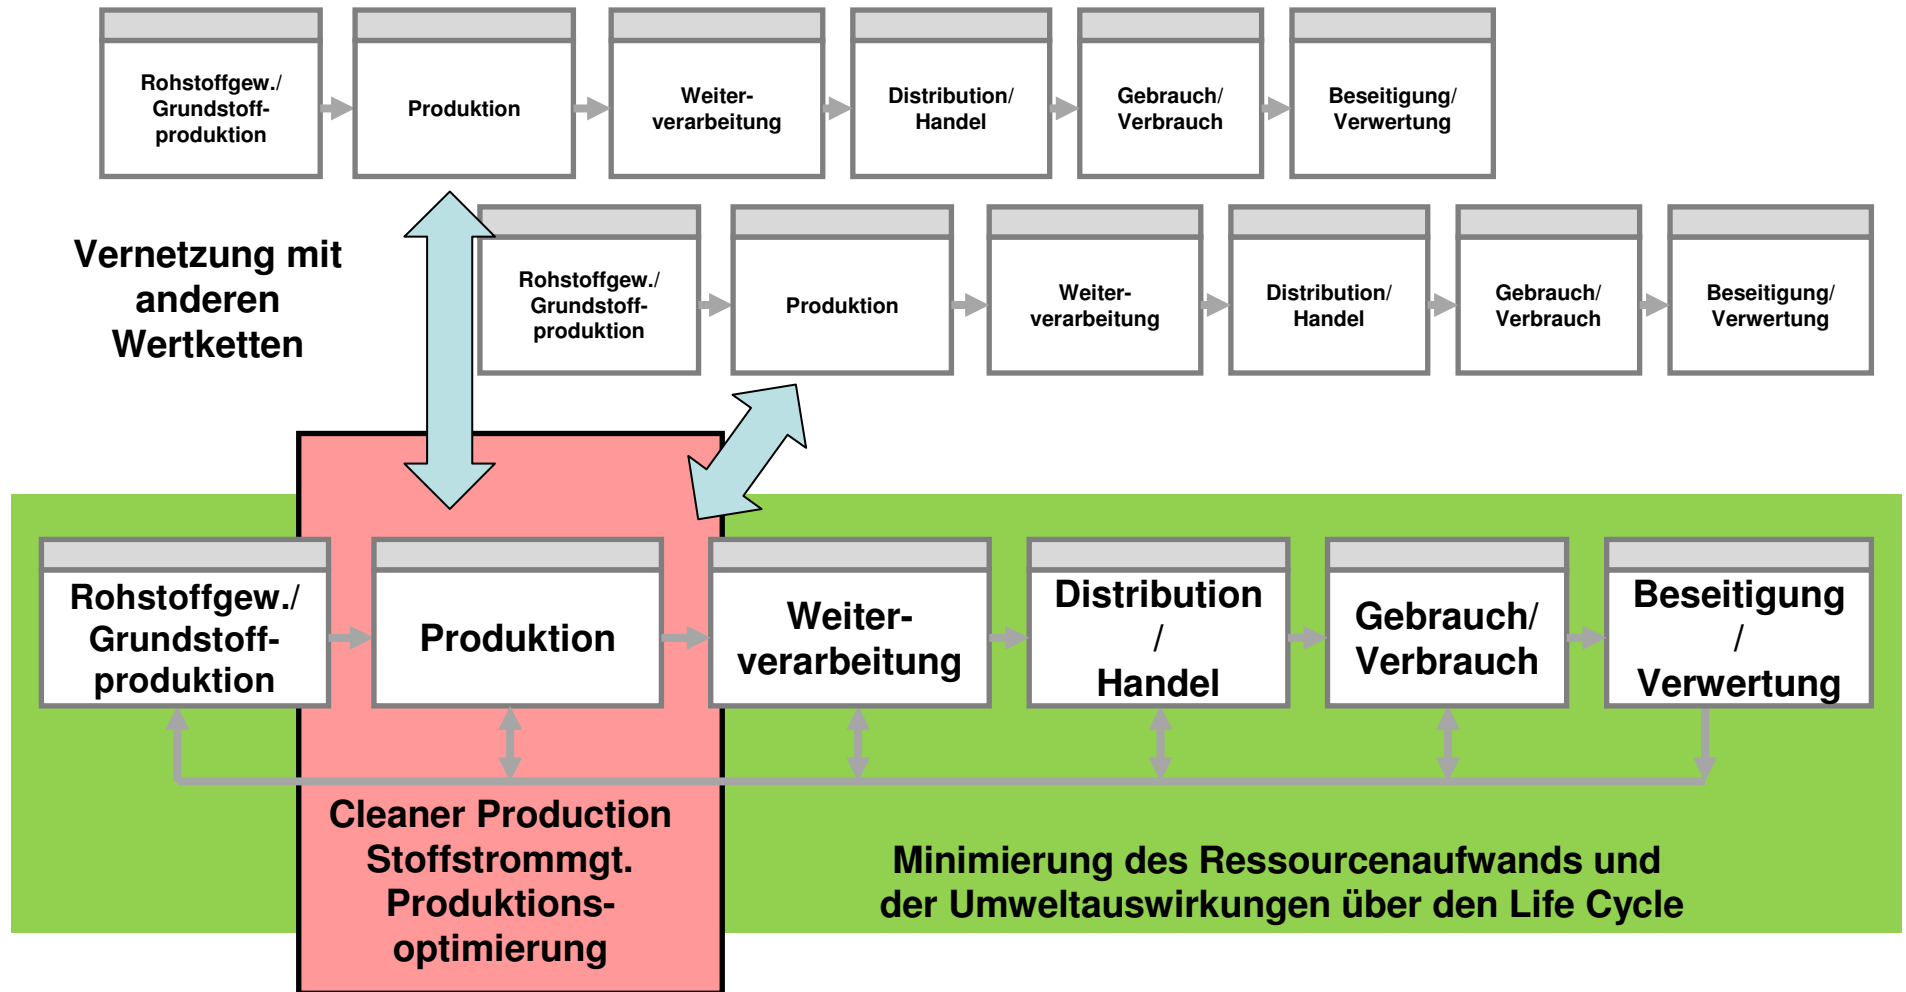 Rohstoffgew./
Grundstoff-
produktion
Produktion
Weiter-
verarbeitung
Distribution/
Handel
Gebrauch/
Verbrauch
Beseitigung/
Verwertung
Vernetzung mit
anderen
Wertketten
Rohstoffgew./
Grundstoff-
produktion
Produktion
Weiter-
verarbeitung
Distribution/
Handel
Gebrauch/
Verbrauch
Beseitigung/
Verwertung
Rohstoffgew./
Grundstoff-
produktion
Produktion
Weiter-
verarbeitung
Distribution
/
Handel
Gebrauch/
Verbrauch
Beseitigung
/
Verwertung
Cleaner Production
Stoffstrommgt.
Produktions-
optimierung
Minimierung des Ressourcenaufwands und
der Umweltauswirkungen über den Life Cycle